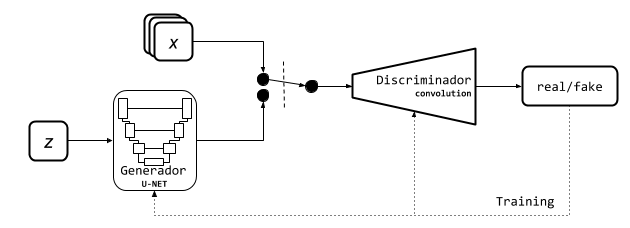 x
Discriminador
convolution
real/fake
z
Generador
U-NET
Training